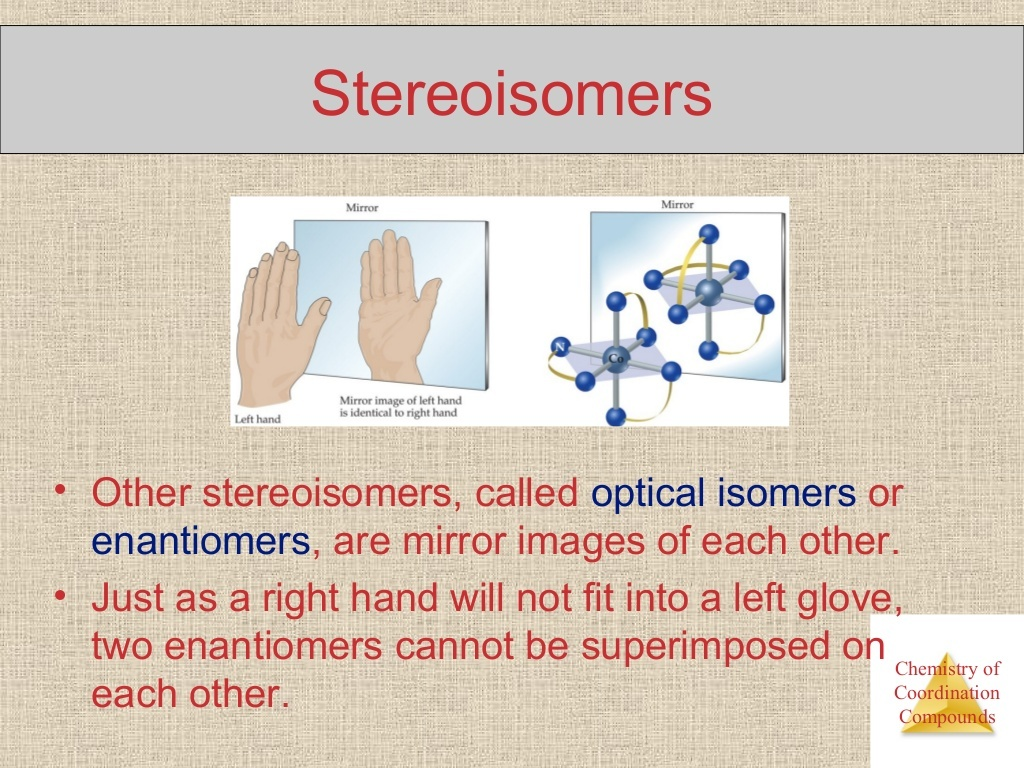 Stereoisomers
Mirror
Mirror
N
Co
Mirror image of left hand
is identical to right hand
Left hand
• Other stereoisomers, called optical isomers or
enantiomers, are mirror images of each other.
• Just as a right hand will not fit into a left glove,
two enantiomers cannot be superimposed on
each other.
Chemistry of
Coordination
Compounds